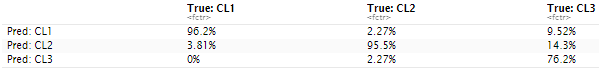 True: CL1 True: CL2 True: CL3
<fctr> <fctr> <fctr>
Pred: CL1 96.2% 2.27% 9.52%
Pred: CL2 3.81% 95.5% 14.3%
Pred: CL3 0% 2.27% 76.2%